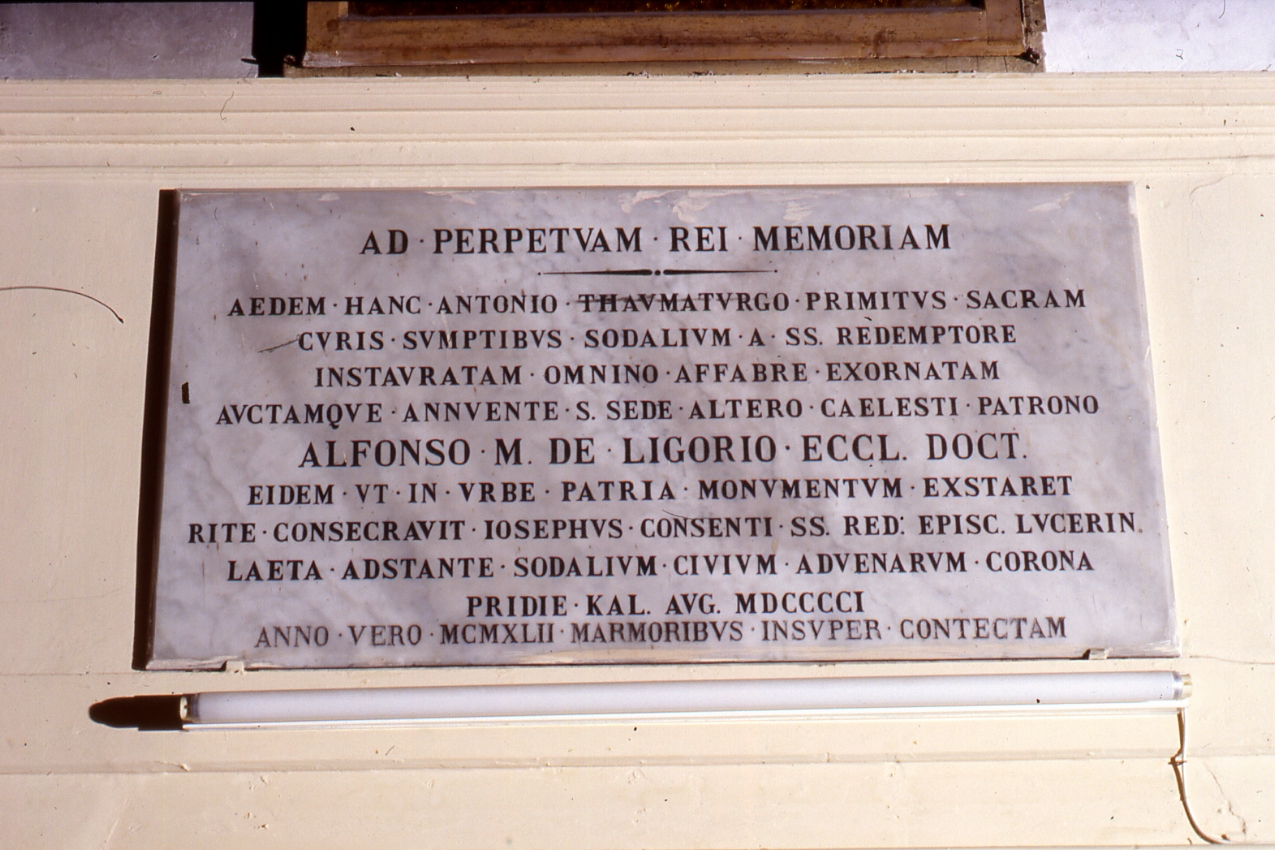 AD · PERPETVAM · REI · MEMORIAM
AEDEM · HANC · ANTONIO · THAVMATVRGO · PRIMITVS · SACRAM
CVRIS · SVMPTIBVS · SODALIVM · A · SS. REDEMPTORE
INSTAVRATAM · OMNINO · AFFABRE · EXORNATAM
AVCTAMQVE · ANNVENTE · S. SEDE · ALTERO · CAELESTI · PATRONO
ALFONSO · M. DE · LIGORIO · ECCL. DOCT.
EIDEM · VT · IN · VRBE · PATRIA · MONVMENTVM · EXSTARET
RITE · CONSECRAVIT · IOSEPHVS · CONSENTI · SS. RED. EPISC. LVCERIN.
LAETA · ADSTANTE · SODALIVM · CIVIVM · ADVENARVM · CORONA
PRIDIE · KAL. AVG. MDCCCCI
ANNO · VERO · MCMXLII · MARMORIBVS · INSVPER · CONTECTAM